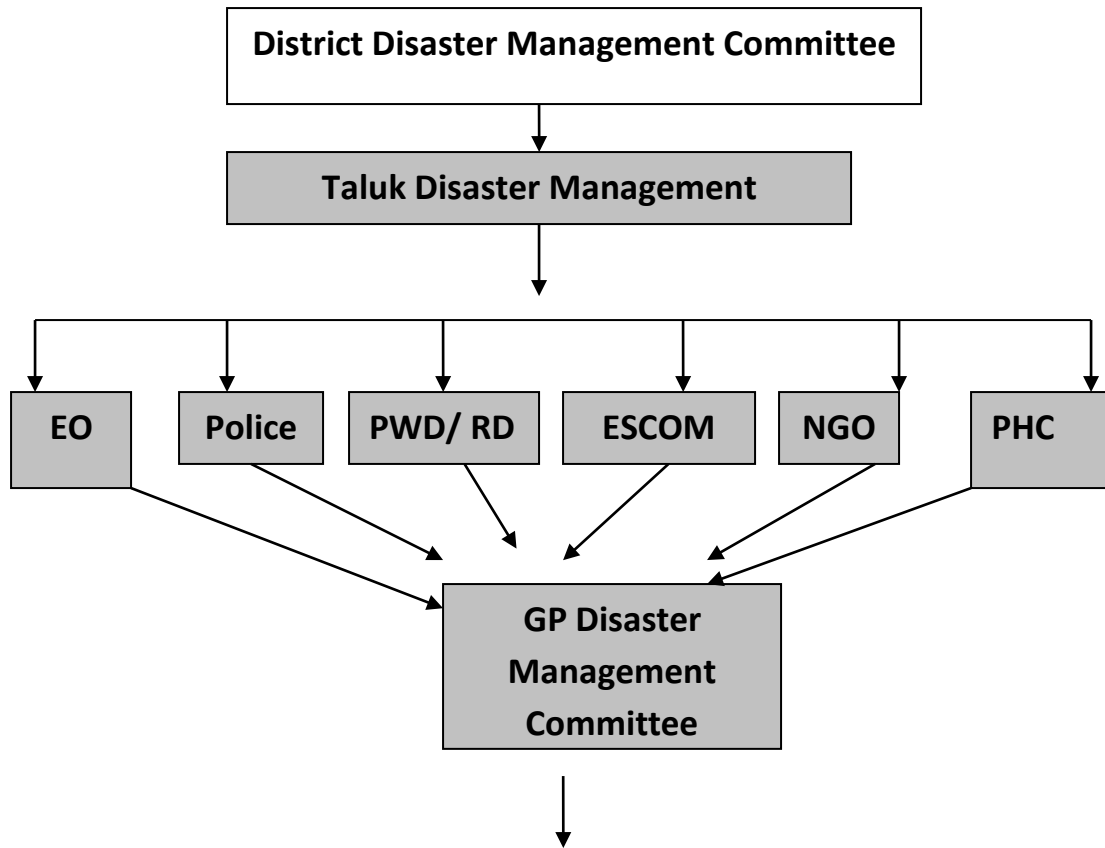 District Disaster Management Committee
Taluk Disaster Management
EO
Police
PWD/ RD
ESCOM
NGO
PHC
GP Disaster
Management
Committee